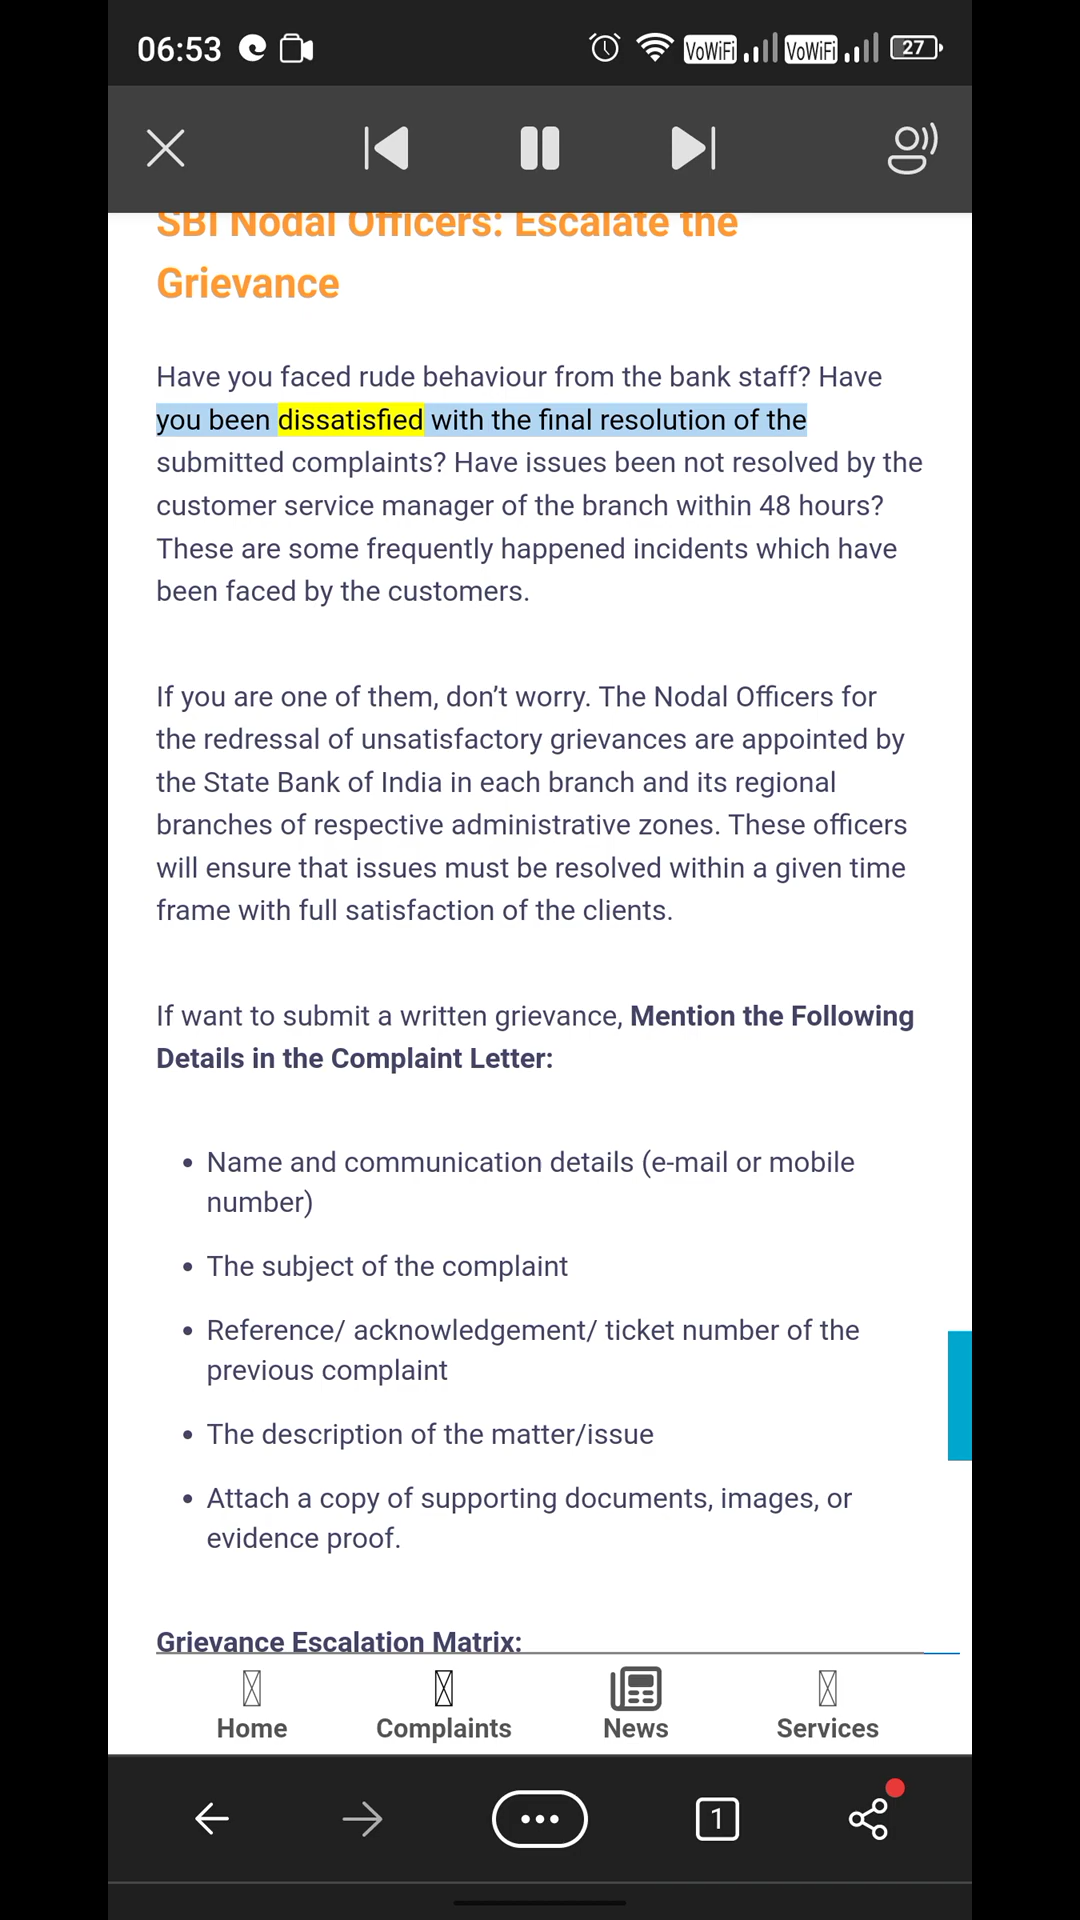 06:53
VoWiFi VoWiFi 27
SBI Nodal Officers: Escalate the
Grievance
Have you faced rude behaviour from the bank staff? Have
you been dissatisfied with the final resolution of the
submitted complaints? Have issues been not resolved by the
customer service manager of the branch within 48 hours?
These are some frequently happened incidents which have
been faced by the customers.
If you are one of them, don’t worry. The Nodal Officers for
the redressal of unsatisfactory grievances are appointed by
the State Bank of India in each branch and its regional
branches of respective administrative zones. These officers
will ensure that issues must be resolved within a given time
frame with full satisfaction of the clients.
If want to submit a written grievance, Mention the Following
Details in the Complaint Letter:
• Name and communication details (e-mail or mobile
number)
• The subject of the complaint
• Reference/ acknowledgement/ ticket number of the
previous complaint
• The description of the matter/issue
• Attach a copy of supporting documents, images, or
evidence proof.
Grievance Escalation Matrix:
Home Complaints News Services
1